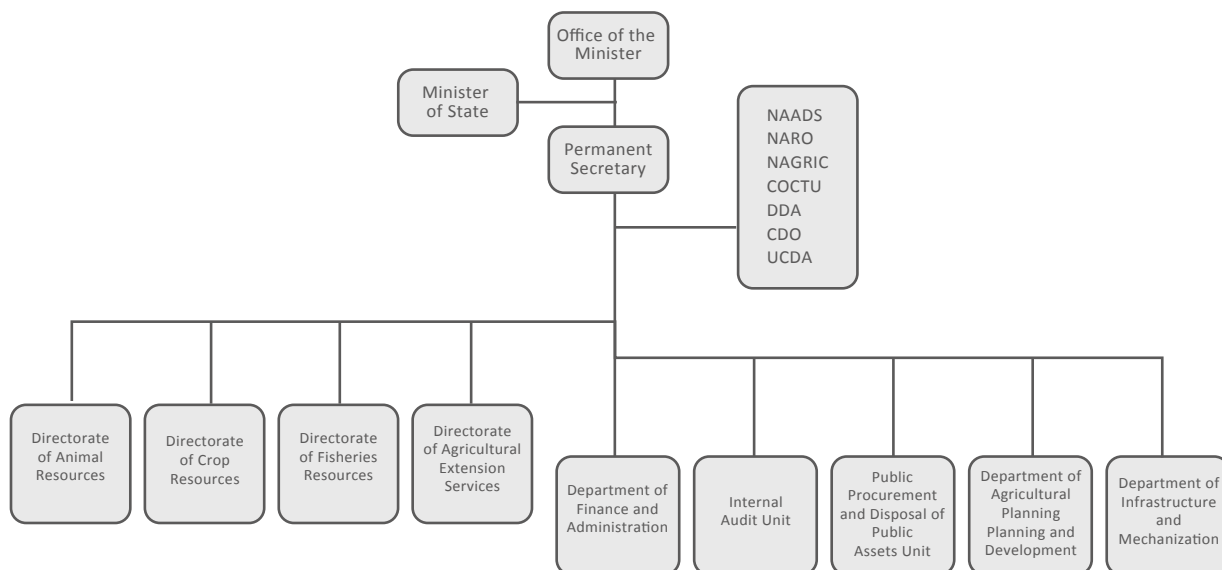 Office of the
Minister
Minister
of State
Permanent
Secretary
NAADS
NARO
NAGRIC
COCTU
DDA
CDO
UCDA
Directorate
of Animal
Resources
Directorate
of Crop
Resources
Directorate
of Fisheries
Resources
Directorate
of Agricultural
Extension
Services
Department of
Finance and
Administration
Internal
Audit Unit
Public
Procurement
and Disposal of
Public
Assets Unit
Department of
Agricultural
Planning
Planning and
Development
Department of
Infrastructure
and
Mechanization